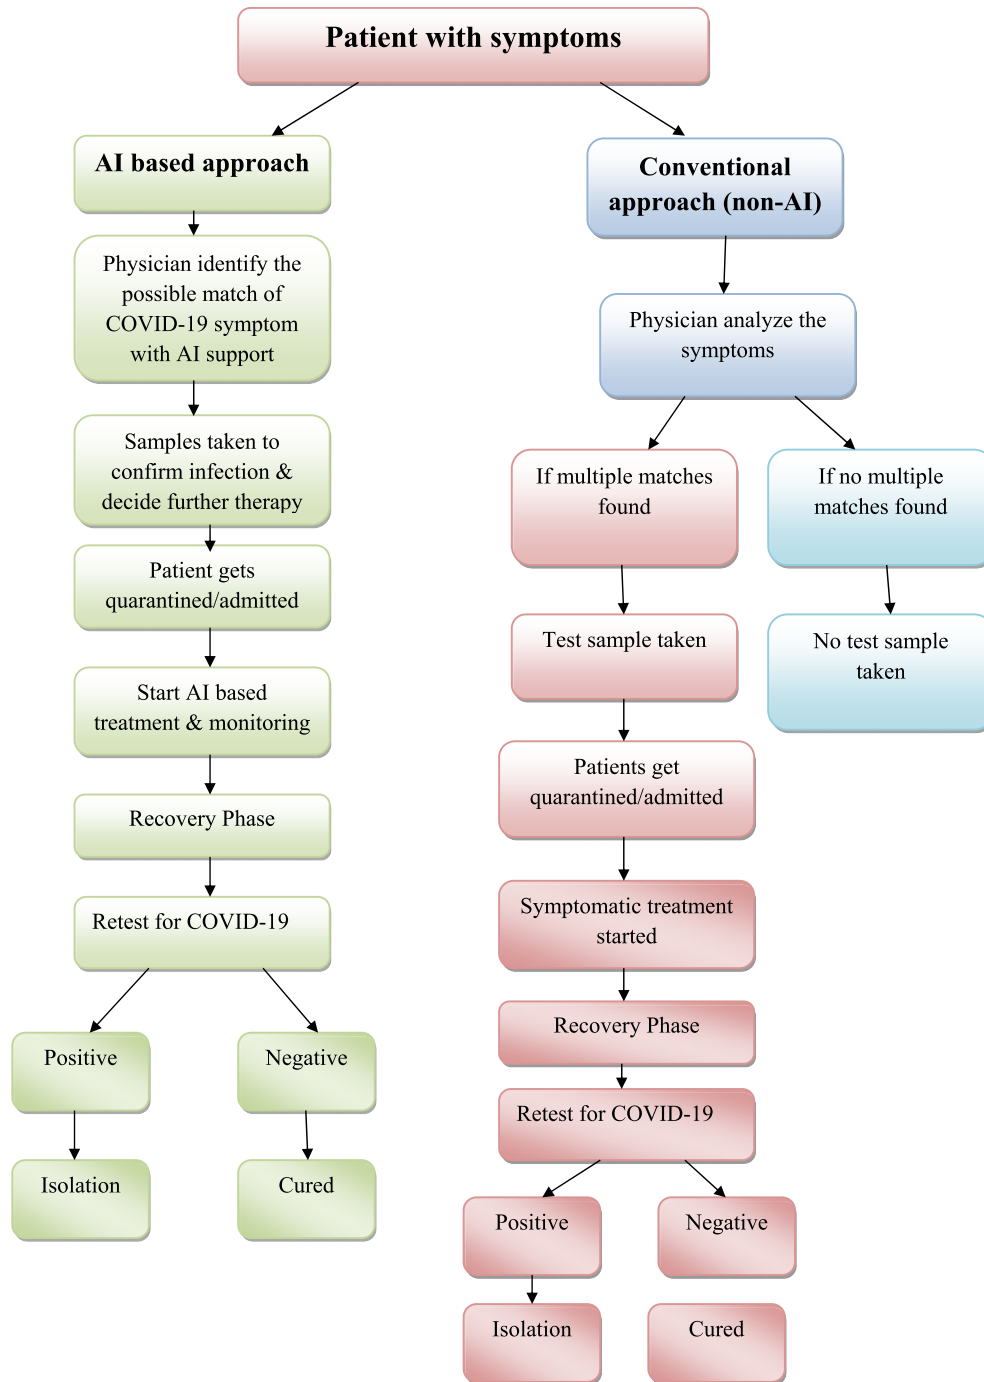 Patient with symptoms
AI based approach
Physician identify the
possible match of
COVID-19 symptom
with AI support
Samples taken to
confirm infection &
decide further therapy
Patient gets
quarantined/admitted
Start AI based
treatment & monitoring
Recovery Phase
Retest for COVID-19
Positive
Negative
Isolation
Cured
Conventional
approach (non-AI)
Physician analyze the
symptoms
If multiple matches
found
If no multiple
matches found
Test sample taken
No test sample
taken
Patients get
quarantined/admitted
Symptomatic treatment
started
Recovery Phase
Retest for COVID-19
Positive
Negative
Isolation
Cured